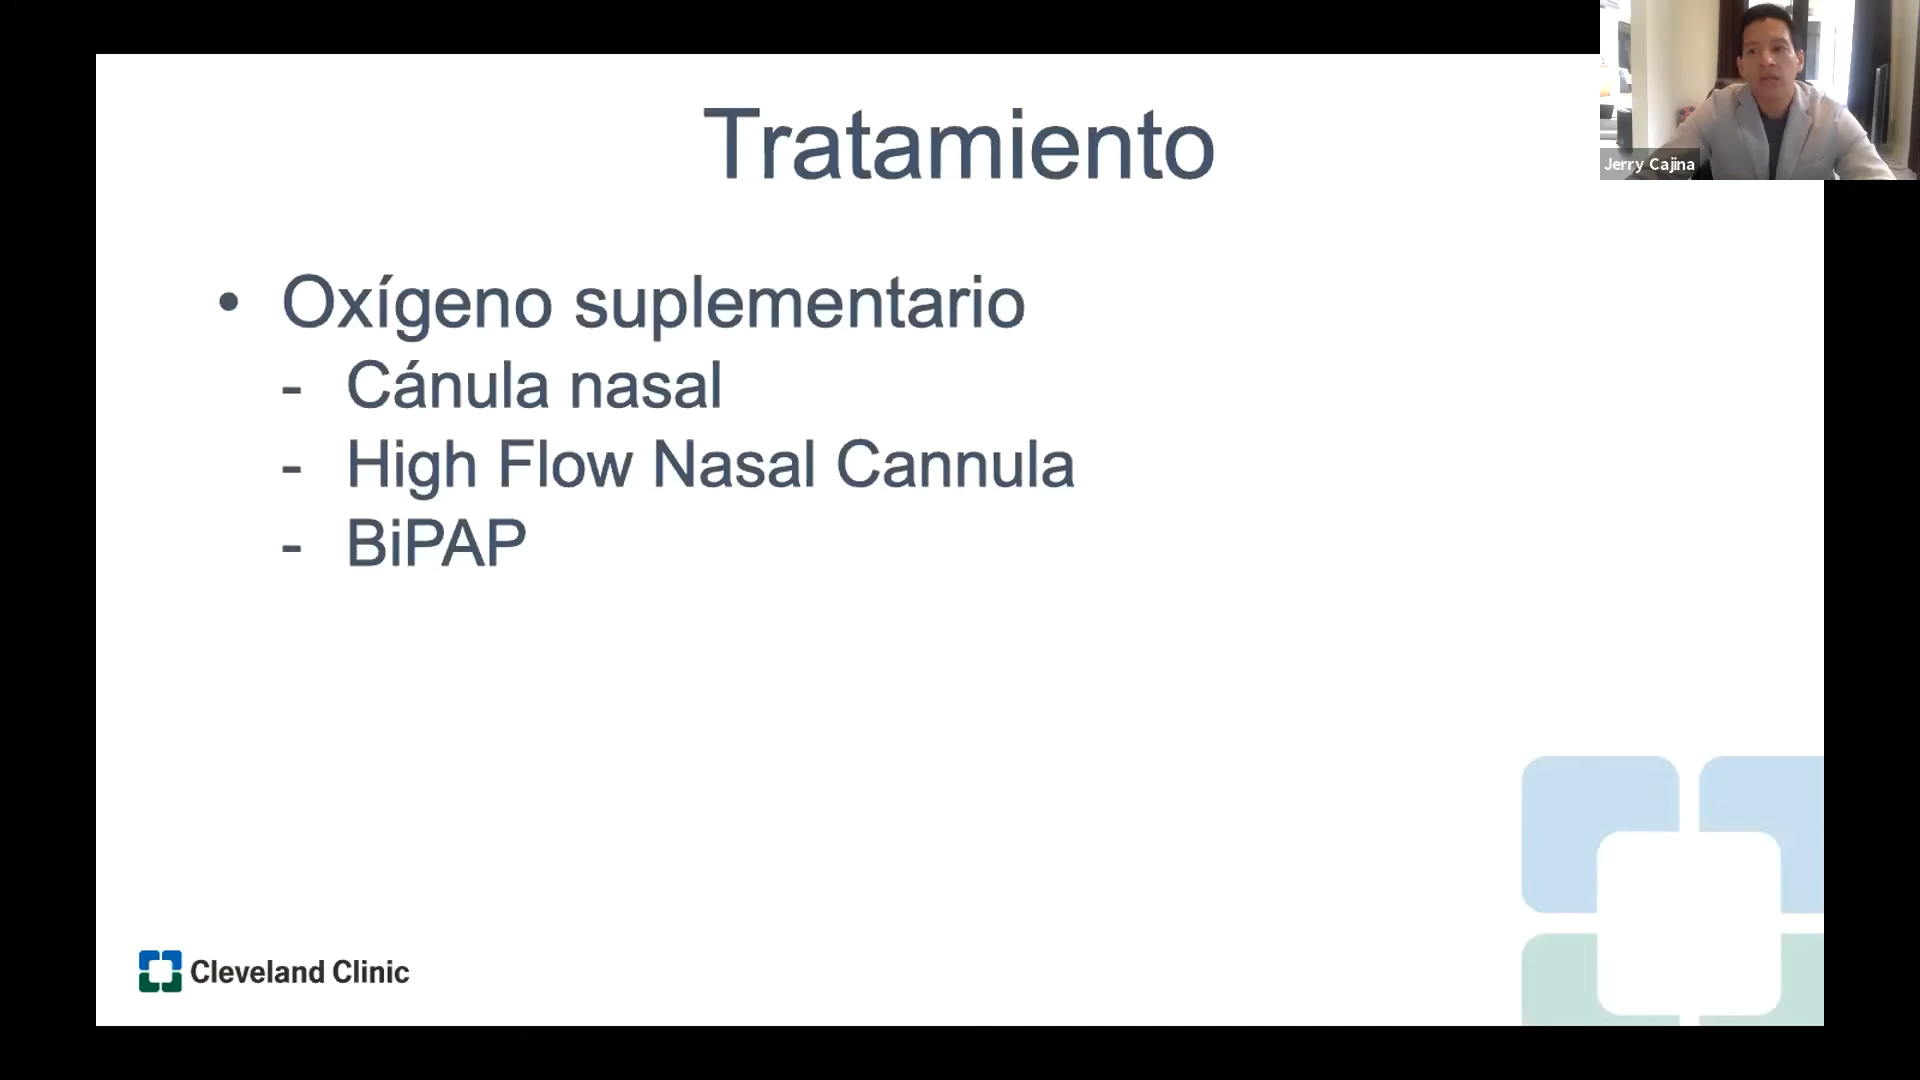 Tratamiento
Jerry Cajina
• Oxígeno suplementario
- Cánula nasal
- High Flow Nasal Cannula
- BiPAP
Cleveland Clinic